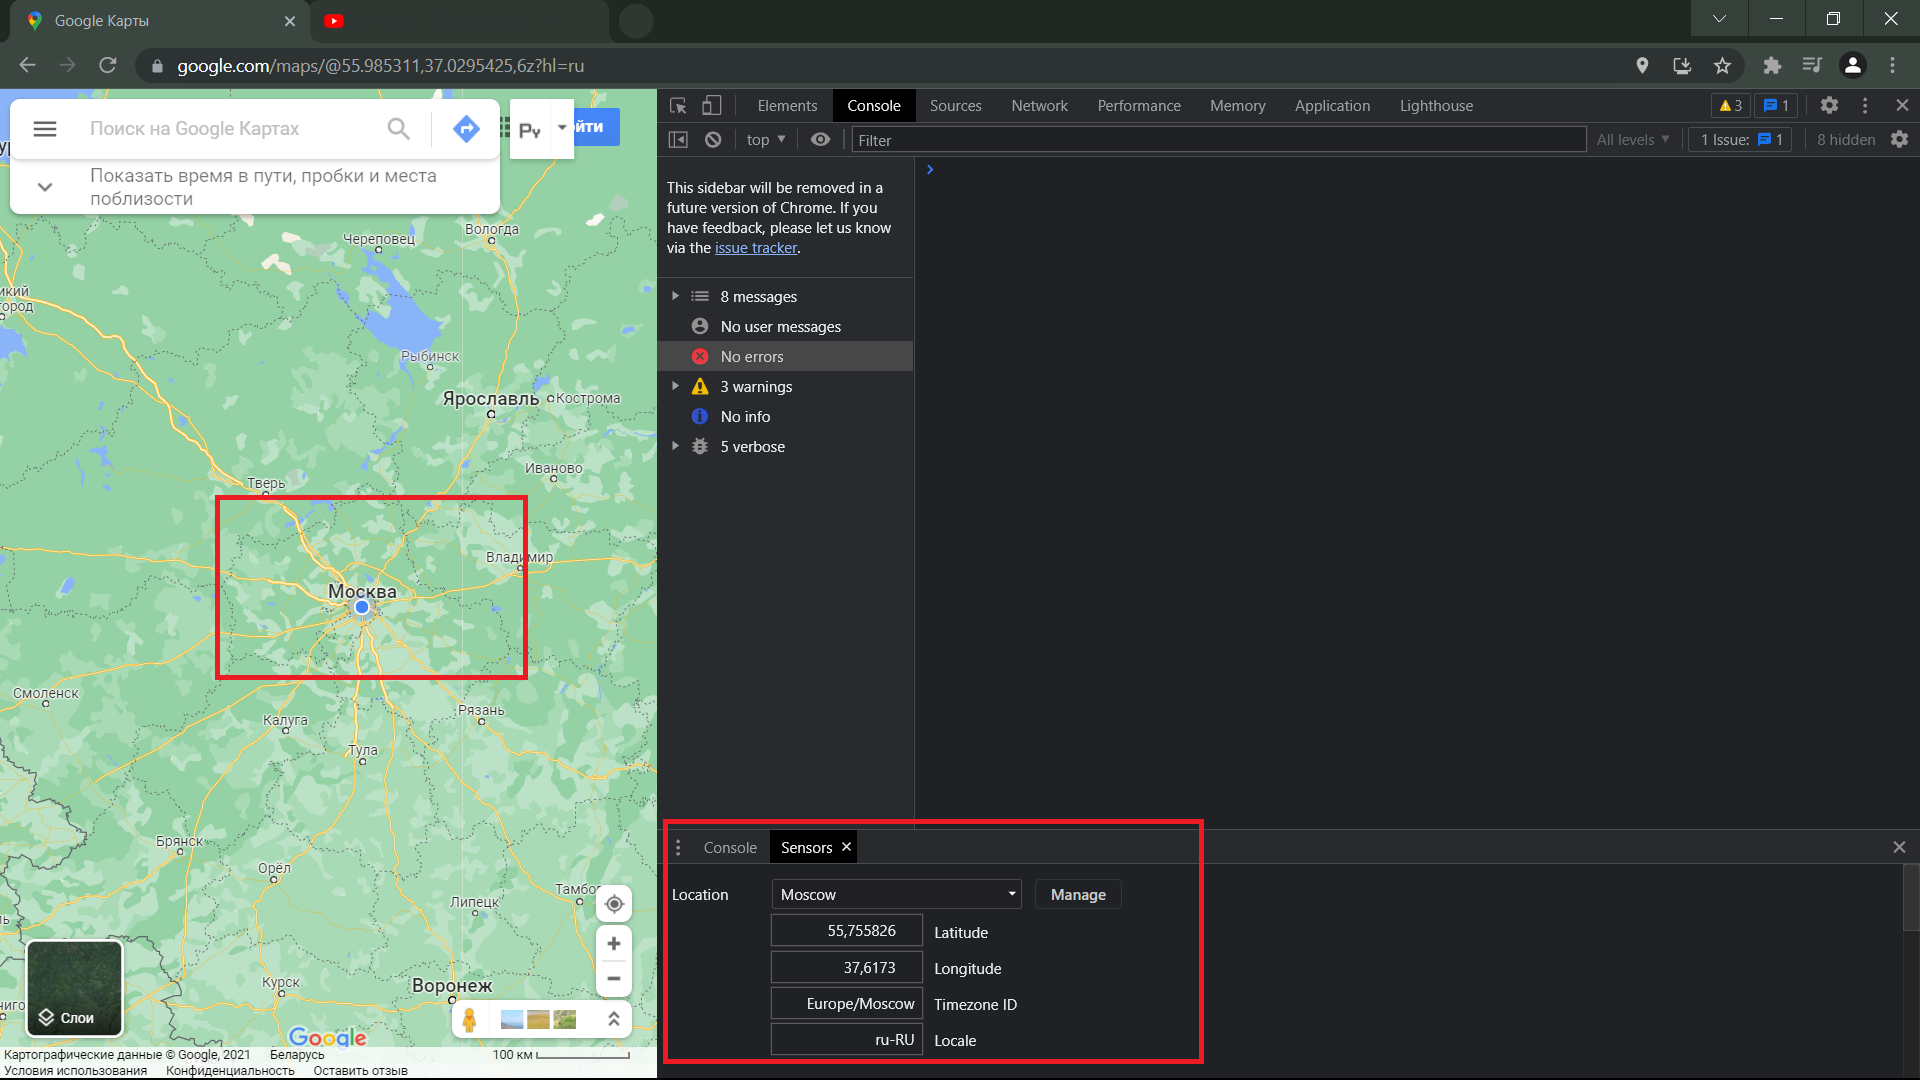 Google Карты
google.com/maps/@55.985311,37.0295425,6z?hl=ru
Поиск на Google Картах
Ру
йти
Показать время в пути, пробки и места
поблизости
Вологда
Череповец
икий
ород
Рыбинск
Ярославль
Кострома
Иваново
Тверь
Владимир
Москва
Смоленск
Рязань
Калуга
Тула
Брянск
Орёл
Тамбо
Липецк
Курск
Воронеж
ниго
Слои
Google
Картографические данные © Google, 2021 Беларусь 100 км
Условия использования Конфиденциальность Оставить отзыв
Elements Console Sources Network Performance Memory Application Lighthouse 3 1
top Filter All levels 1 Issue: 1 8 hidden
This sidebar will be removed in a
future version of Chrome. If you
have feedback, please let us know
via the issue tracker.
8 messages
No user messages
No errors
3 warnings
No info
5 verbose
Console Sensors
Location Moscow Manage
55,755826 Latitude
37,6173 Longitude
Europe/Moscow Timezone ID
ru-RU Locale